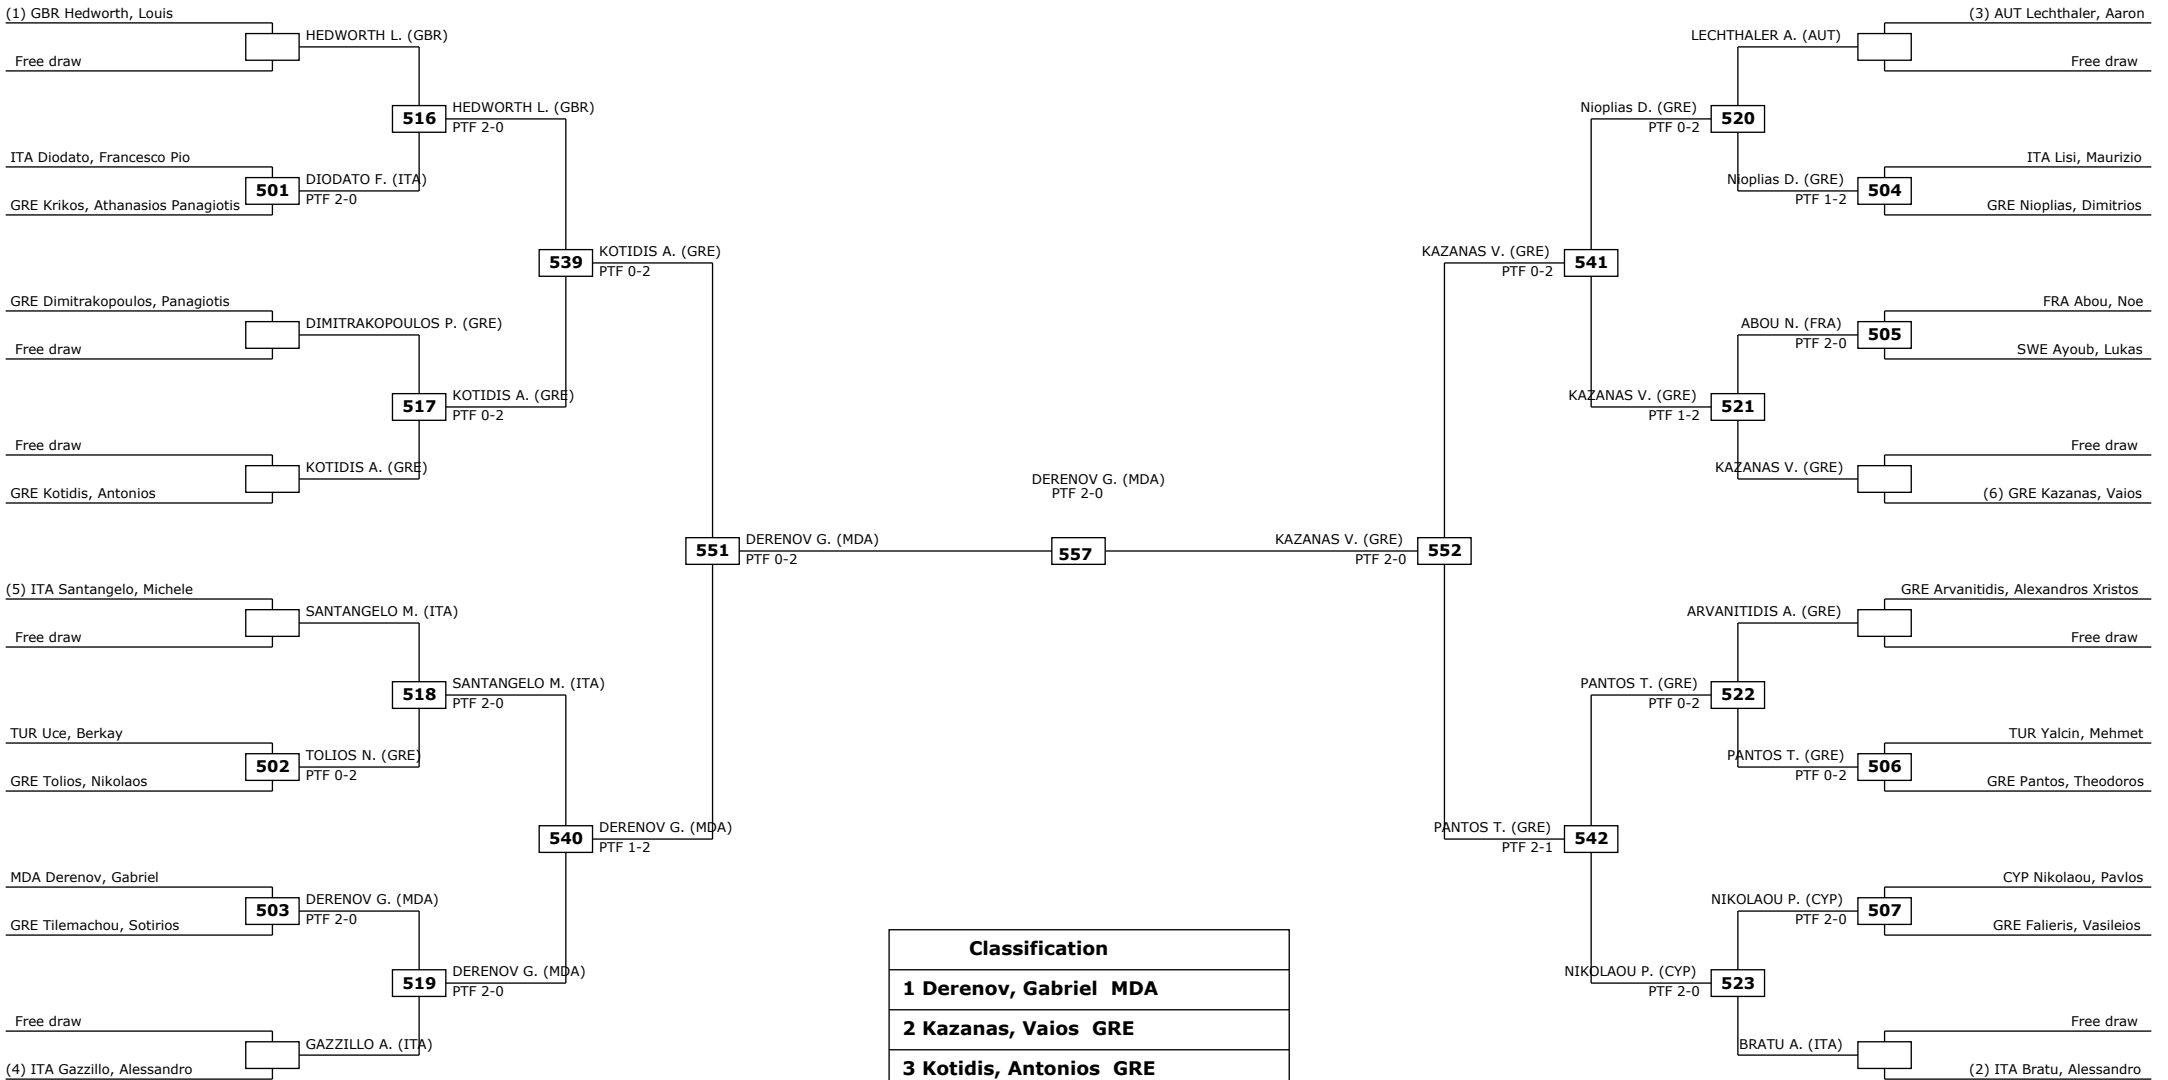 (1) GBR Hedworth, Louis
HEDWORTH L. (GBR)
Free draw
HEDWORTH L. (GBR)
516
PTF 2-0
ITA Diodato, Francesco Pio
DIODATO F. (ITA)
501
PTF 2-0
GRE Krikos, Athanasios Panagiotis
KOTIDIS A. (GRE)
539
PTF 0-2
GRE Dimitrakopoulos, Panagiotis
DIMITRAKOPOULOS P. (GRE)
Free draw
KOTIDIS A. (GRE)
517
PTF 0-2
Free draw
KOTIDIS A. (GRE)
GRE Kotidis, Antonios
DERENOV G. (MDA)
551
PTF 0-2
(5) ITA Santangelo, Michele
SANTANGELO M. (ITA)
Free draw
SANTANGELO M. (ITA)
518
PTF 2-0
TUR Uce, Berkay
TOLIOS N. (GRE)
502
PTF 0-2
GRE Tolios, Nikolaos
DERENOV G. (MDA)
540
PTF 1-2
MDA Derenov, Gabriel
DERENOV G. (MDA)
503
PTF 2-0
GRE Tilemachou, Sotirios
DERENOV G. (MDA)
519
PTF 2-0
Free draw
GAZZILLO A. (ITA)
(4) ITA Gazzillo, Alessandro
DERENOV G. (MDA)
PTF 2-0
557
Classification
1 Derenov, Gabriel MDA
2 Kazanas, Vaios GRE
3 Kotidis, Antonios GRE
(3) AUT Lechthaler, Aaron
LECHTHALER A. (AUT)
Free draw
Nioplias D. (GRE)
520
PTF 0-2
ITA Lisi, Maurizio
Nioplias D. (GRE)
504
PTF 1-2
GRE Nioplias, Dimitrios
KAZANAS V. (GRE)
541
PTF 0-2
FRA Abou, Noe
ABOU N. (FRA)
505
PTF 2-0
SWE Ayoub, Lukas
KAZANAS V. (GRE)
521
PTF 1-2
Free draw
KAZANAS V. (GRE)
(6) GRE Kazanas, Vaios
KAZANAS V. (GRE)
552
PTF 2-0
GRE Arvanitidis, Alexandros Xristos
ARVANITIDIS A. (GRE)
Free draw
PANTOS T. (GRE)
522
PTF 0-2
TUR Yalcin, Mehmet
PANTOS T. (GRE)
506
PTF 0-2
GRE Pantos, Theodoros
PANTOS T. (GRE)
542
PTF 2-1
CYP Nikolaou, Pavlos
NIKOLAOU P. (CYP)
507
PTF 2-0
GRE Falieris, Vasileios
NIKOLAOU P. (CYP)
523
PTF 2-0
Free draw
BRATU A. (ITA)
(2) ITA Bratu, Alessandro